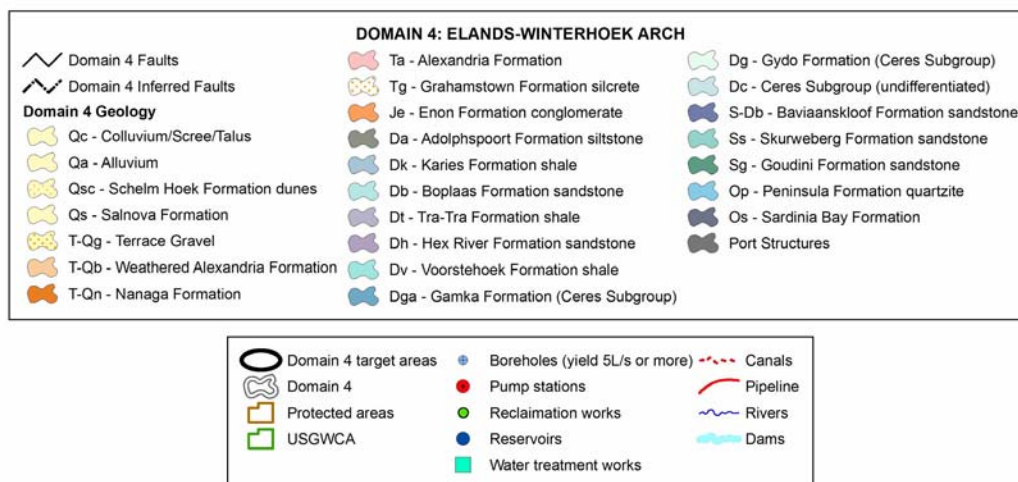 DOMAIN 4: ELANDS-WINTERHOEK ARCH
Domain 4 Faults
Domain 4 Inferred Faults
Domain 4 Geology
Qc - Colluvium/Scree/Talus
Qa - Alluvium
Qsc - Schelm Hoek Formation dunes
Qs - Salnova Formation
T-Qg - Terrace Gravel
T-Qb - Weathered Alexandria Formation
T-Qn - Nanaga Formation
Ta - Alexandria Formation
Tg - Grahamstown Formation silcrete
Je - Enon Formation conglomerate
Da - Adolphspoort Formation siltstone
Dk - Karies Formation shale
Db - Boplaas Formation sandstone
Dt - Tra-Tra Formation shale
Dh - Hex River Formation sandstone
Dv - Voorstehoek Formation shale
Dga - Gamka Formation (Ceres Subgroup)
Dg - Gydo Formation (Ceres Subgroup)
Dc - Ceres Subgroup (undifferentiated)
S-Db - Baviaanskloof Formation sandstone
Ss - Skurweberg Formation sandstone
Sg - Goudini Formation sandstone
Op - Peninsula Formation quartzite
Os - Sardinia Bay Formation
Port Structures
Domain 4 target areas
Domain 4
Protected areas
USGWCA
Boreholes (yield 5L/s or more)
Pump stations
Reclamation works
Reservoirs
Water treatment works
Canals
Pipeline
Rivers
Dams